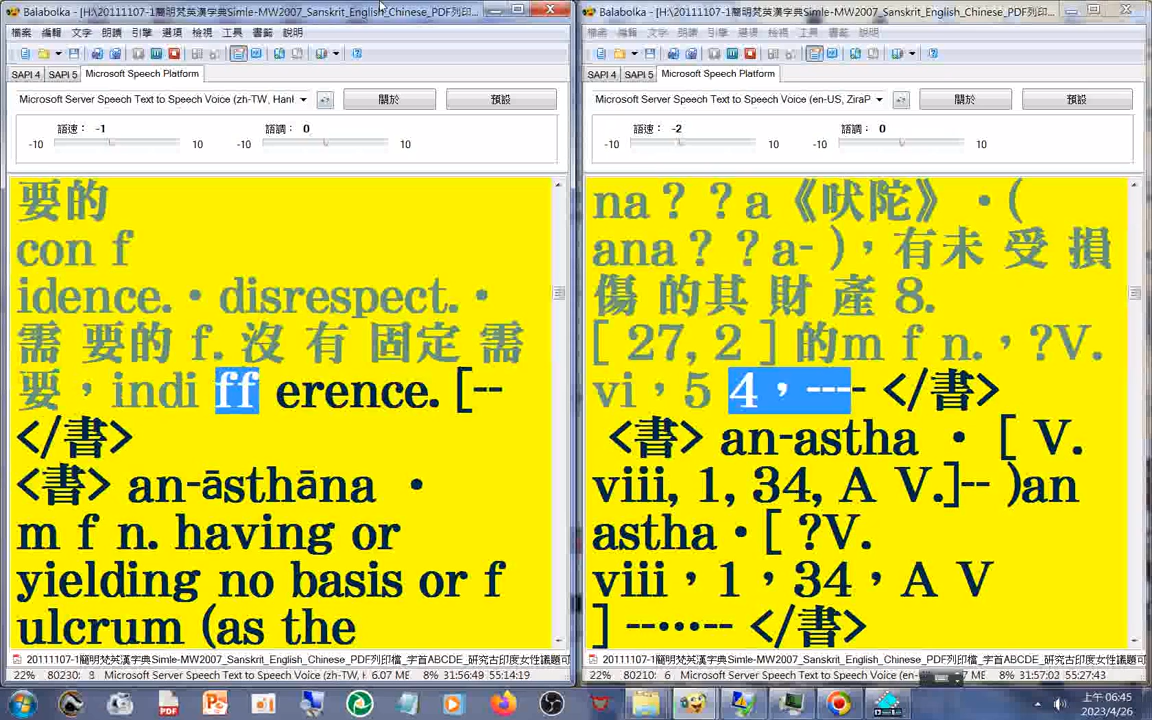 Balabolka - [H:\20111107-1簡明梵英漢字典Simle-MW2007_Sanskrit_English_Chinese_PDF列印...
檔案 編輯 文字 朗讀 引擎 選項 檢視 工具 書籤 說明
SAPI 4 SAPI 5 Microsoft Speech Platform
Microsoft Server Speech Text to Speech Voice (zh-TW, Han
關於 預設
語速： -1 語調： 0
-10 10 -10 10
要的
con f
idence.‧disrespect.‧
需 要的 f. 沒 有 固定 需
要，indi ff erence. [--
</書>
<書> an-āsthāna ‧
m f n. having or
yielding no basis or f
ulcrum (as the
20111107-1簡明梵英漢字典Simle-MW2007_Sanskrit_English_Chinese_PDF列印檔_字首ABCDE_研究古印度女性議題可
22% 80230: 8 Microsoft Server Speech Text to Speech Voice (zh-TW, 6.07 ME 8% 31:56:49 55:14:19
Balabolka - [H:\20111107-1簡明梵英漢字典Simle-MW2007_Sanskrit_English_Chinese_PDF列印...
檔案 編輯 文字 朗讀 引擎 選項 檢視 工具 書籤 說明
SAPI 4 SAPI 5 Microsoft Speech Platform
Microsoft Server Speech Text to Speech Voice (en-US, ZiraP
關於 預設
語速： -2 語調： 0
-10 10 -10 10
na？？a《吠陀》‧(
ana？？a- )，有未 受 損
傷 的其 財 產 8.
[ 27, 2 ] 的m f n.，?V.
vi，5 4，---- </書>
<書> an-astha ‧ [ V.
viii, 1, 34, A V.]-- )an
astha‧[ ?V.
viii，1，34，A V
] --…-- </書>
20111107-1簡明梵英漢字典Simle-MW2007_Sanskrit_English_Chinese_PDF列印檔_字首ABCDE_研究古印度女性議題可
22% 80210: 6 Microsoft Server Speech Text to Speech Voice 6.07 ME 8% 31:57:02 55:27:43
上午 06:45
2023/4/26